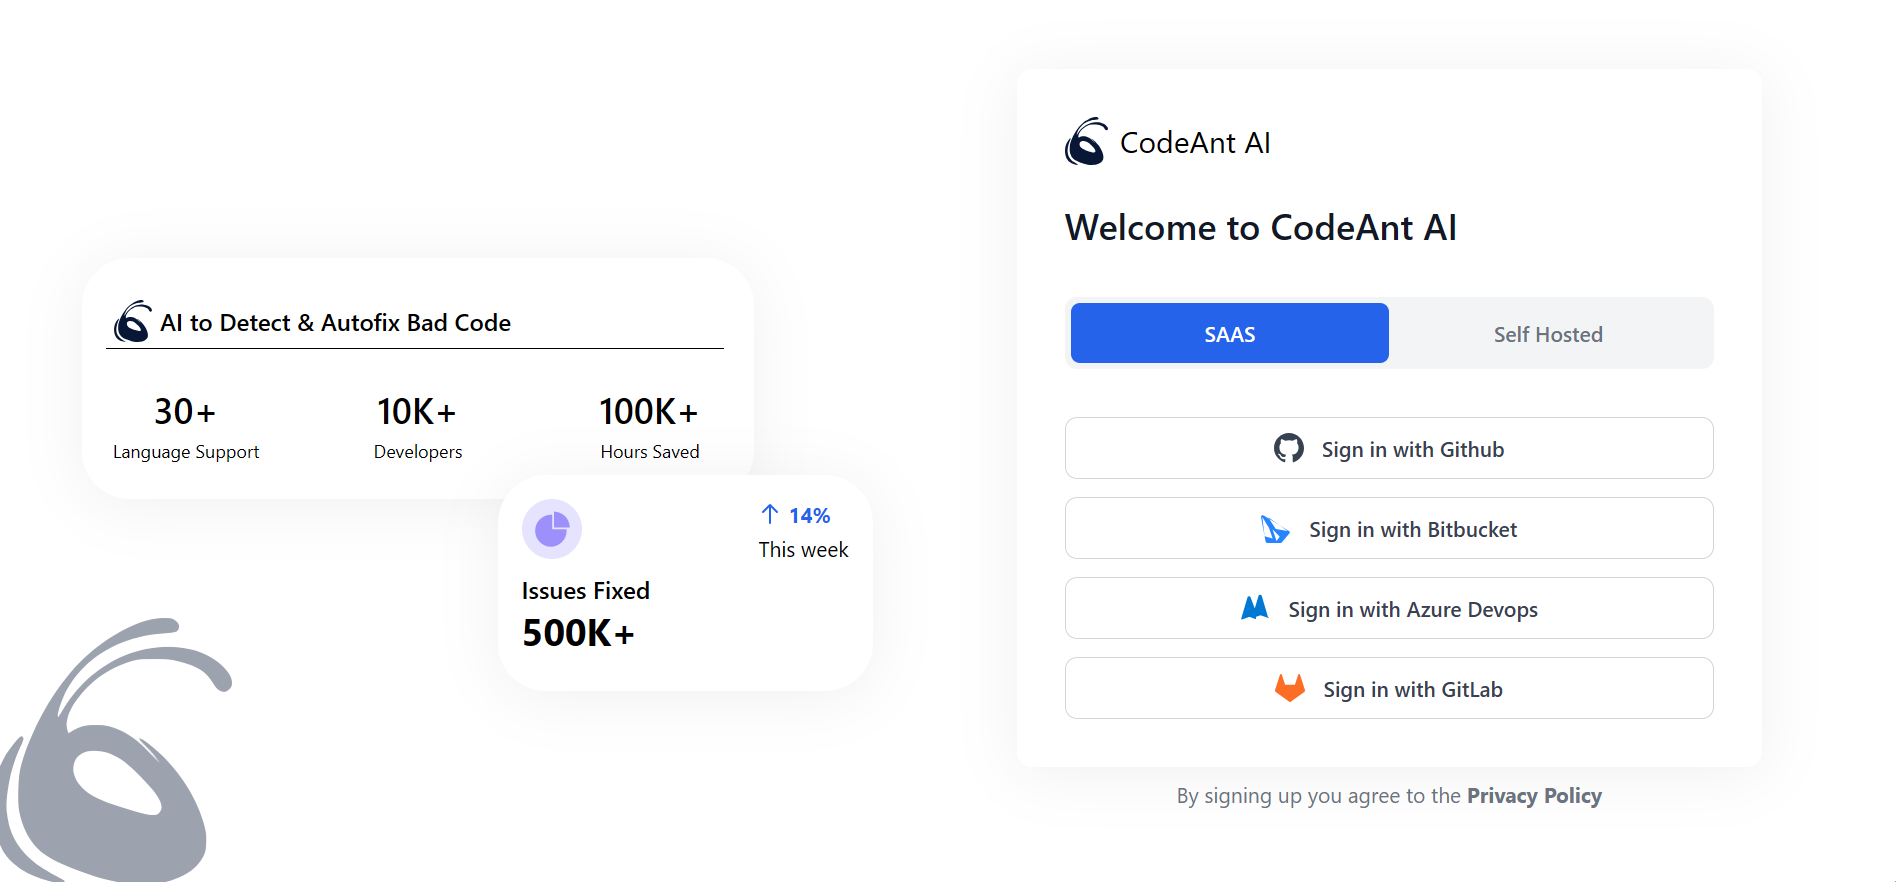 AI to Detect & Autofix Bad Code
30+
Language Support
10K+
Developers
100K+
Hours Saved
14%
This week
Issues Fixed
500K+
CodeAnt AI
Welcome to CodeAnt AI
SAAS
Self Hosted
Sign in with Github
Sign in with Bitbucket
Sign in with Azure Devops
Sign in with GitLab
By signing up you agree to the Privacy Policy